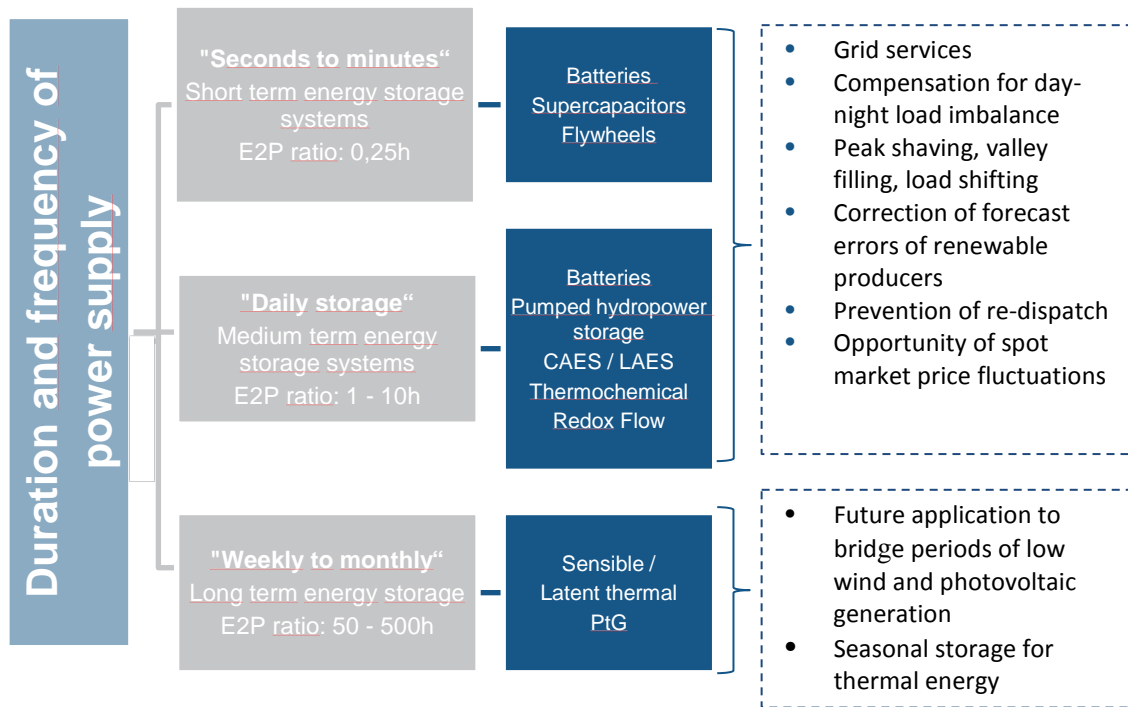 Duration and frequency of
power supply
"Seconds to minutes“
Short term energy storage
systems
E2P ratio: 0,25h
Batteries
Supercapacitors
Flywheels
"Daily storage“
Medium term energy
storage systems
E2P ratio: 1 - 10h
Batteries
Pumped hydropower
storage
CAES / LAES
Thermochemical
Redox Flow
• Grid services
• Compensation for day-
night load imbalance
• Peak shaving, valley
filling, load shifting
• Correction of forecast
errors of renewable
producers
• Prevention of re-dispatch
• Opportunity of spot
market price fluctuations
"Weekly to monthly“
Long term energy storage
E2P ratio: 50 - 500h
Sensible /
Latent thermal
PtG
• Future application to
bridge periods of low
wind and photovoltaic
generation
• Seasonal storage for
thermal energy